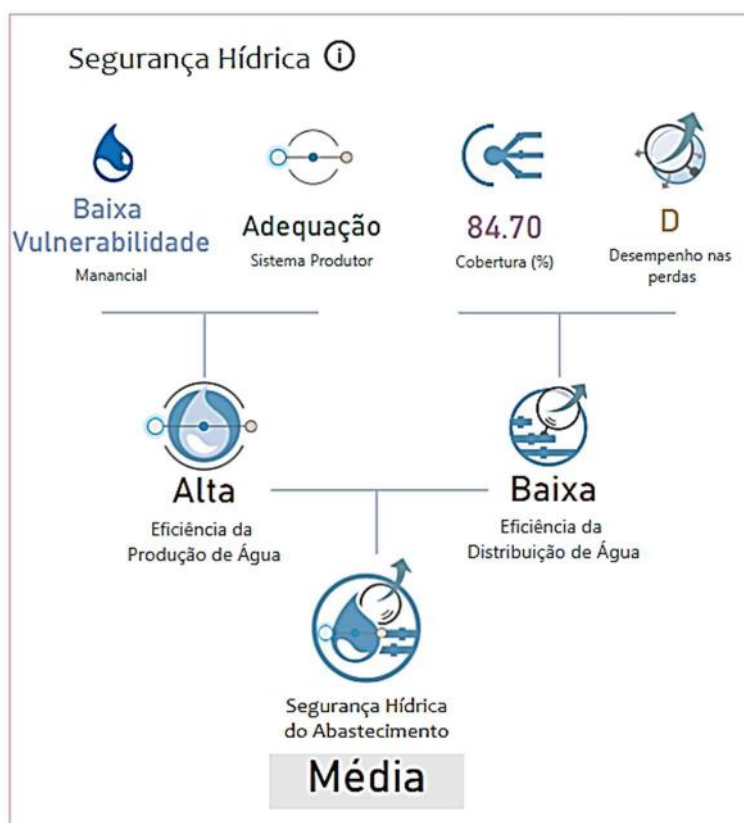 Segurança Hídrica
Baixa
Vulnerabilidade
Manancial
Adequação
Sistema Produtor
84.70
Cobertura (%)
D
Desempenho nas
perdas
Alta
Eficiência da
Produção de Água
Baixa
Eficiência da
Distribuição de Água
Segurança Hídrica
do Abastecimento
Média